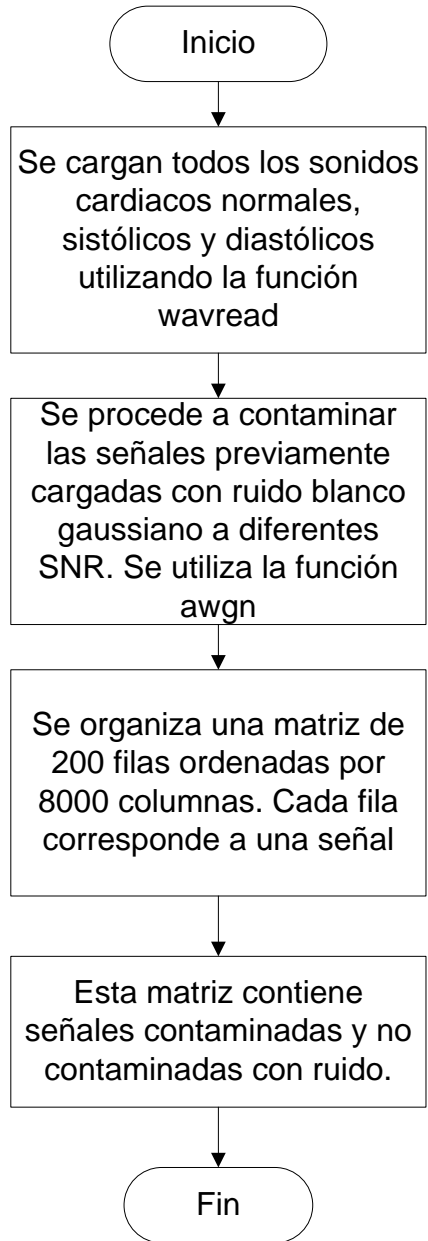 Inicio
Se cargan todos los sonidos
cardiacos normales,
sistólicos y diastólicos
utilizando la función
wavread
Se procede a contaminar
las señales previamente
cargadas con ruido blanco
gaussiano a diferentes
SNR. Se utiliza la función
awgn
Se organiza una matriz de
200 filas ordenadas por
8000 columnas. Cada fila
corresponde a una señal
Esta matriz contiene
señales contaminadas y no
contaminadas con ruido.
Fin